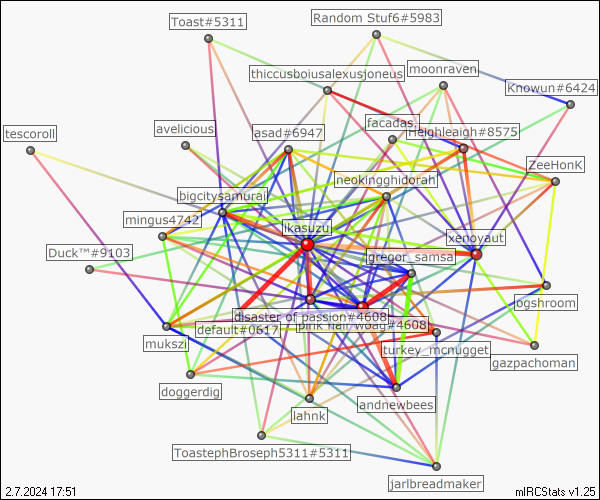 Toast#5311
Random Stuf6#5983
thiccusboiusalexusjoneus
moonraven
Knowun#6424
tescoroll
avelicious
asad#6947
facadas.
Heighleaigh#8575
ZeeHonK
neokingghidorah
bigcitysamurai
mingus4742
ikasuzu
xenoyaut
Duck™#9103
gregor_samsa
ogshroom
disaster of passion#4608
pink hair woag#4608
default#0617
mukszi
turkey_mcnugget
gazpachoman
doggerdig
andnewbees
lahnk
ToastephBroseph5311#5311
jarlbreadmaker
2.7.2024 17:51
mIRCStats v1.25